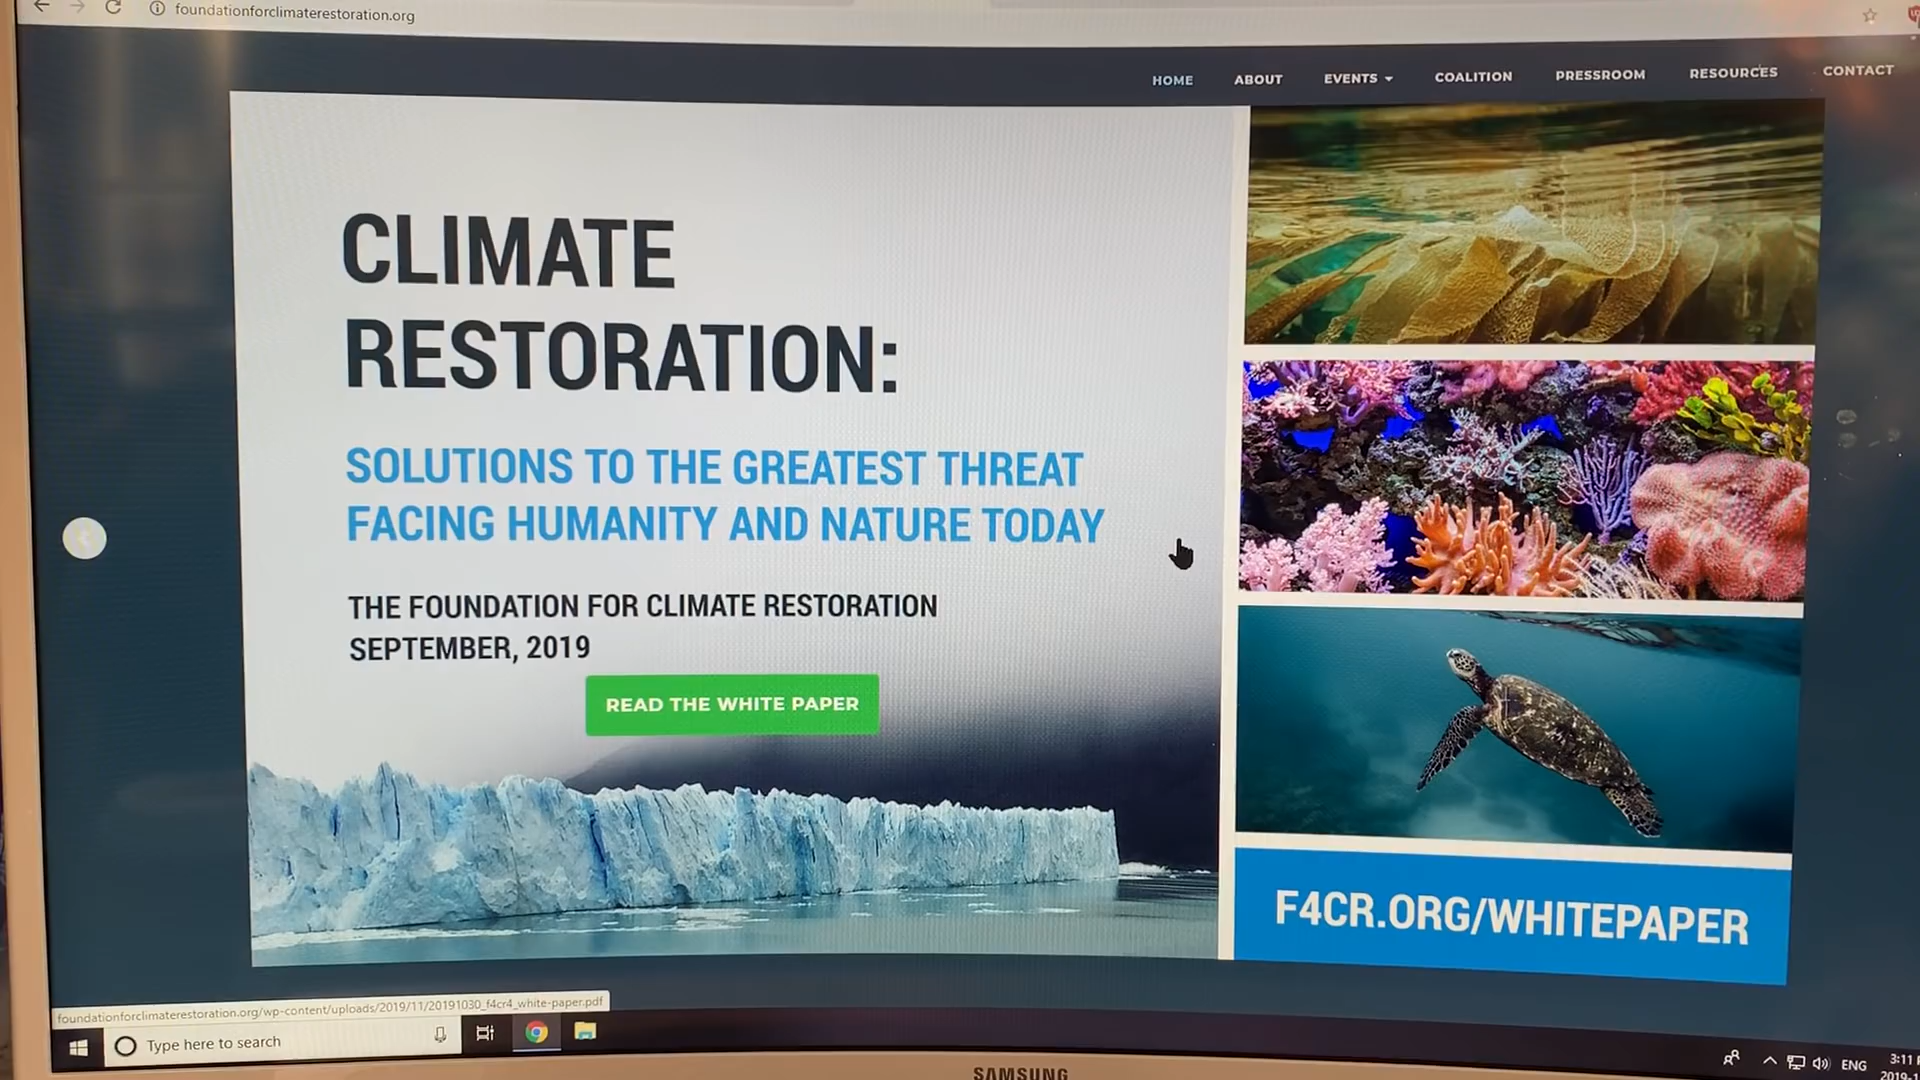 foundationforclimaterestoration.org
HOME ABOUT EVENTS COALITION PRESSROOM RESOURCES CONTACT
CLIMATE
RESTORATION:
SOLUTIONS TO THE GREATEST THREAT
FACING HUMANITY AND NATURE TODAY
THE FOUNDATION FOR CLIMATE RESTORATION
SEPTEMBER, 2019
READ THE WHITE PAPER
F4CR.ORG/WHITEPAPER
foundationforclimaterestoration.org/wp-content/uploads/2019/11/20191030_f4cr4_white-paper.pdf
Type here to search
ENG
3:11
2019-1
SAMSUNG